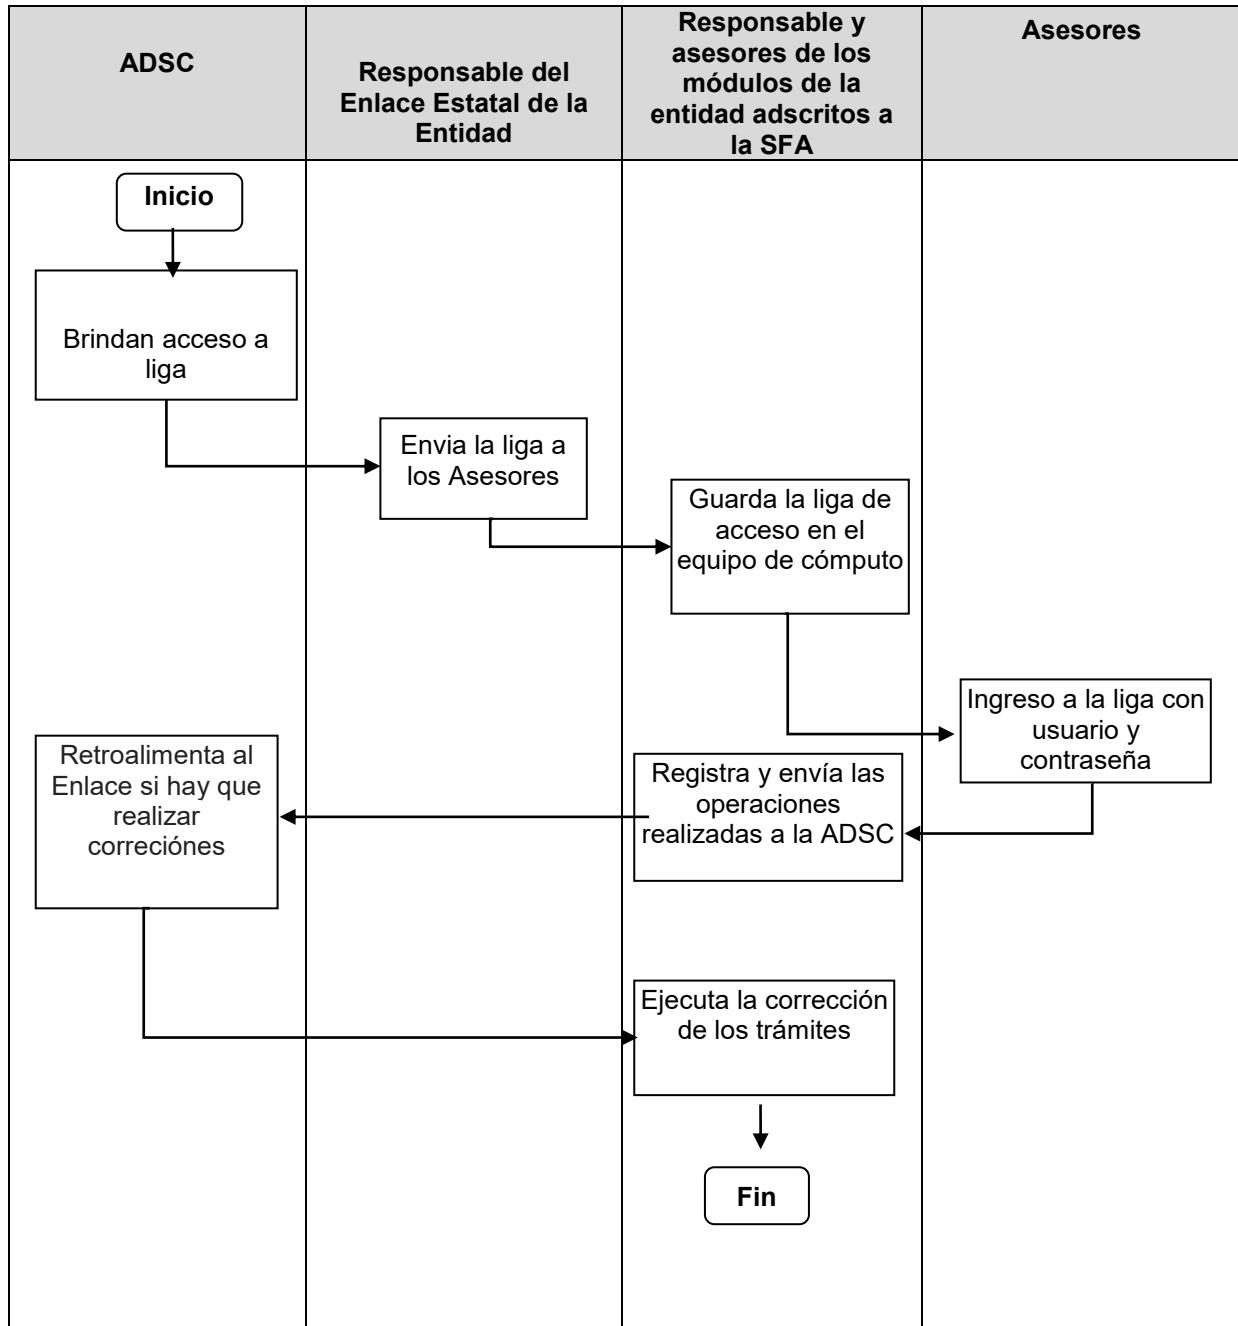 ADSC
Responsable del
Enlace Estatal de la
Entidad
Responsable y
asesores de los
módulos de la
entidad adscritos a
la SFA
Asesores
Inicio
Brindan acceso a
liga
Envia la liga a
los Asesores
Guarda la liga de
acceso en el
equipo de cómputo
Ingreso a la liga con
usuario y
contraseña
Registra y envía las
operaciones
realizadas a la ADSC
Retroalimenta al
Enlace si hay que
realizar
correciónes
Ejecuta la corrección
de los trámites
Fin